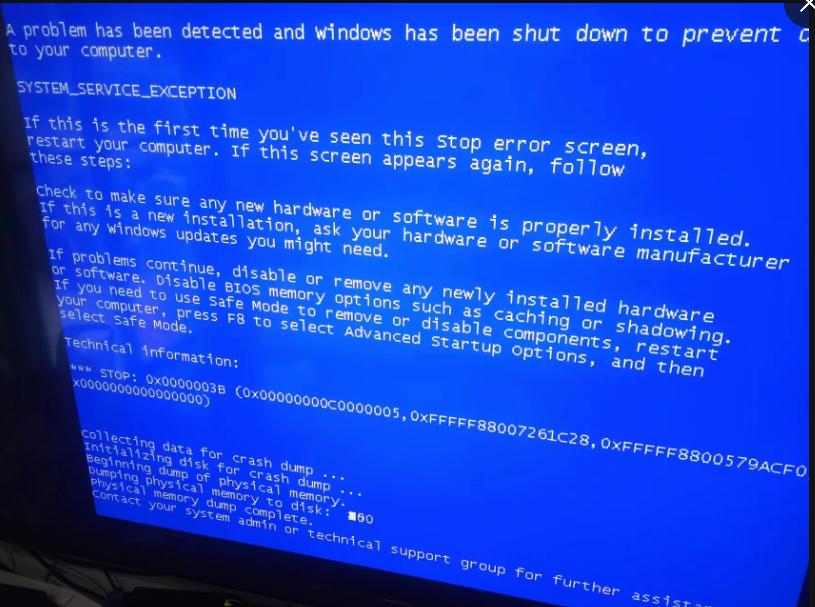 A problem has been detected and Windows has been shut down to prevent
to your computer.
SYSTEM_SERVICE_EXCEPTION
If this is the first time you've seen this Stop error screen,
restart your computer. If this screen appears again, follow
these steps:
Check to make sure any new hardware or software is properly installed.
If this is a new installation, ask your hardware or software manufacturer
for any Windows updates you might need.
If problems continue, disable or remove any newly installed hardware
or software. Disable BIOS memory options such as caching or shadowing.
If you need to use Safe Mode to remove or disable components, restart
your computer, press F8 to select Advanced Startup Options, and then
select Safe Mode.
Technical information:
*** STOP: 0x0000003B (0x00000000C0000005,0xFFFFF88007261C28,0xFFFFF8800579ACF0
x0000000000000000)
Collecting data for crash dump ...
Initializing disk for crash dump ...
Beginning dump of physical memory.
Dumping physical memory to disk:
Physical memory dump complete.
Contact your system admin or technical support group for further